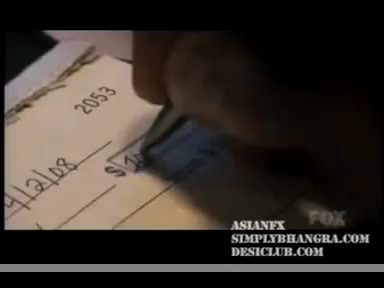 2053
4/2/08
$
FOX
ASIANFX
SIMPLYBHANGRA.COM
DESICLUB.COM